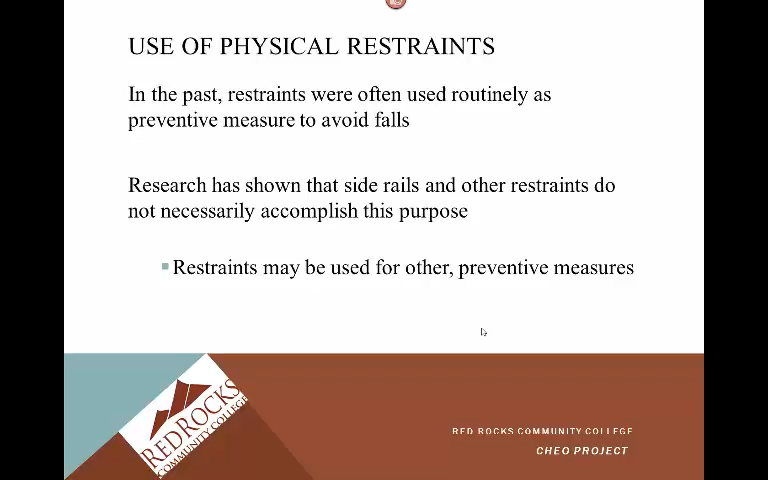 USE OF PHYSICAL RESTRAINTS
In the past, restraints were often used routinely as
preventive measure to avoid falls
Research has shown that side rails and other restraints do
not necessarily accomplish this purpose
Restraints may be used for other, preventive measures
RED ROCKS
COMMUNITY COLLEGE
RED ROCKS COMMUNITY COLLEGE
CHEO PROJECT